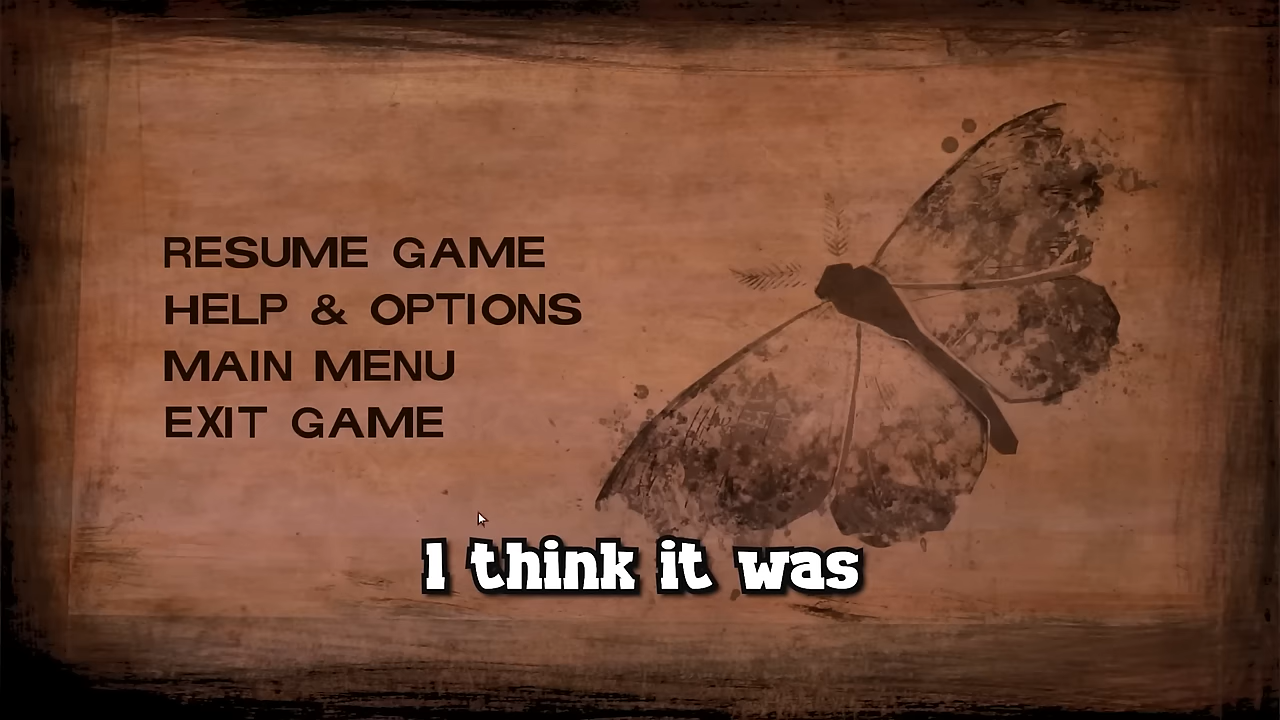 RESUME GAME
HELP & OPTIONS
MAIN MENU
EXIT GAME
I think it was